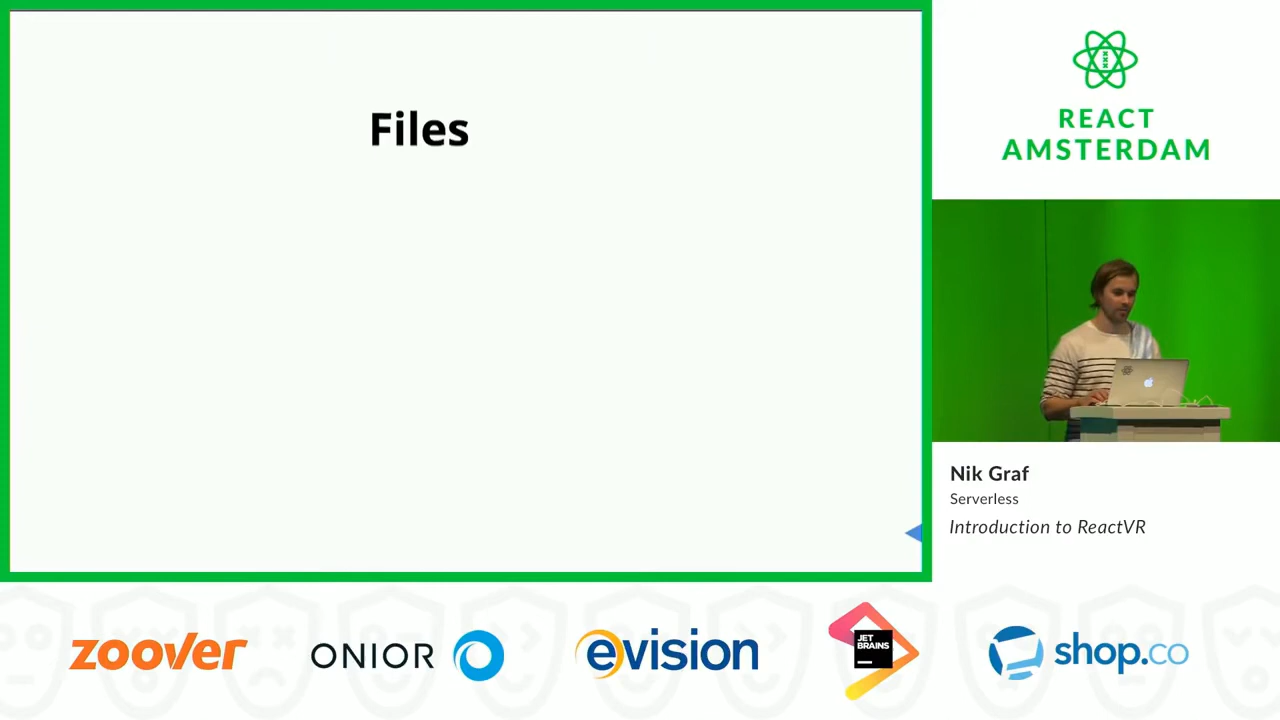 Files
REACT
AMSTERDAM
Nik Graf
Serverless
Introduction to ReactVR
zoover
ONIOR
evision
JET
BRAINS
shop.co